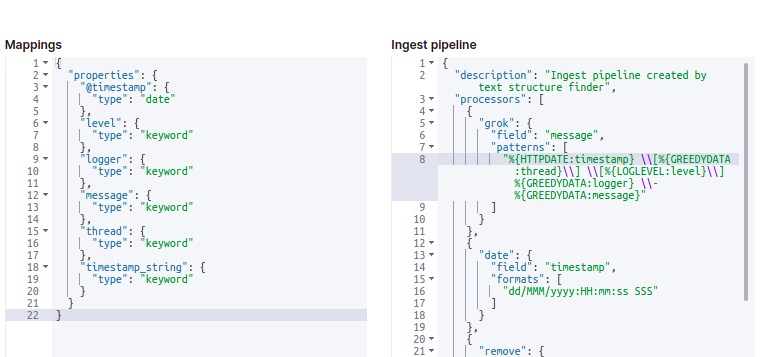 Mappings
1 {
2 "properties": {
3 "@timestamp": {
4 "type": "date"
5 },
6 "level": {
7 "type": "keyword"
8 },
9 "logger": {
10 "type": "keyword"
11 },
12 "message": {
13 "type": "keyword"
14 },
15 "thread": {
16 "type": "keyword"
17 },
18 "timestamp_string": {
19 "type": "keyword"
20 }
21 }
22 }
Ingest pipeline
1 {
2 "description": "Ingest pipeline created by
text structure finder",
3 "processors": [
4 {
5 "grok": {
6 "field": "message",
7 "patterns": [
8 "%{HTTPDATE:timestamp} \\[%{GREEDYDATA
:thread}\\] \\[%{LOGLEVEL:level}\\]
%{GREEDYDATA:logger} \\-
%{GREEDYDATA:message}"
9 ]
10 }
11 },
12 {
13 "date": {
14 "field": "timestamp",
15 "formats": [
16 "dd/MMM/yyyy:HH:mm:ss SSS"
17 ]
18 }
19 },
20 {
21 "remove": {